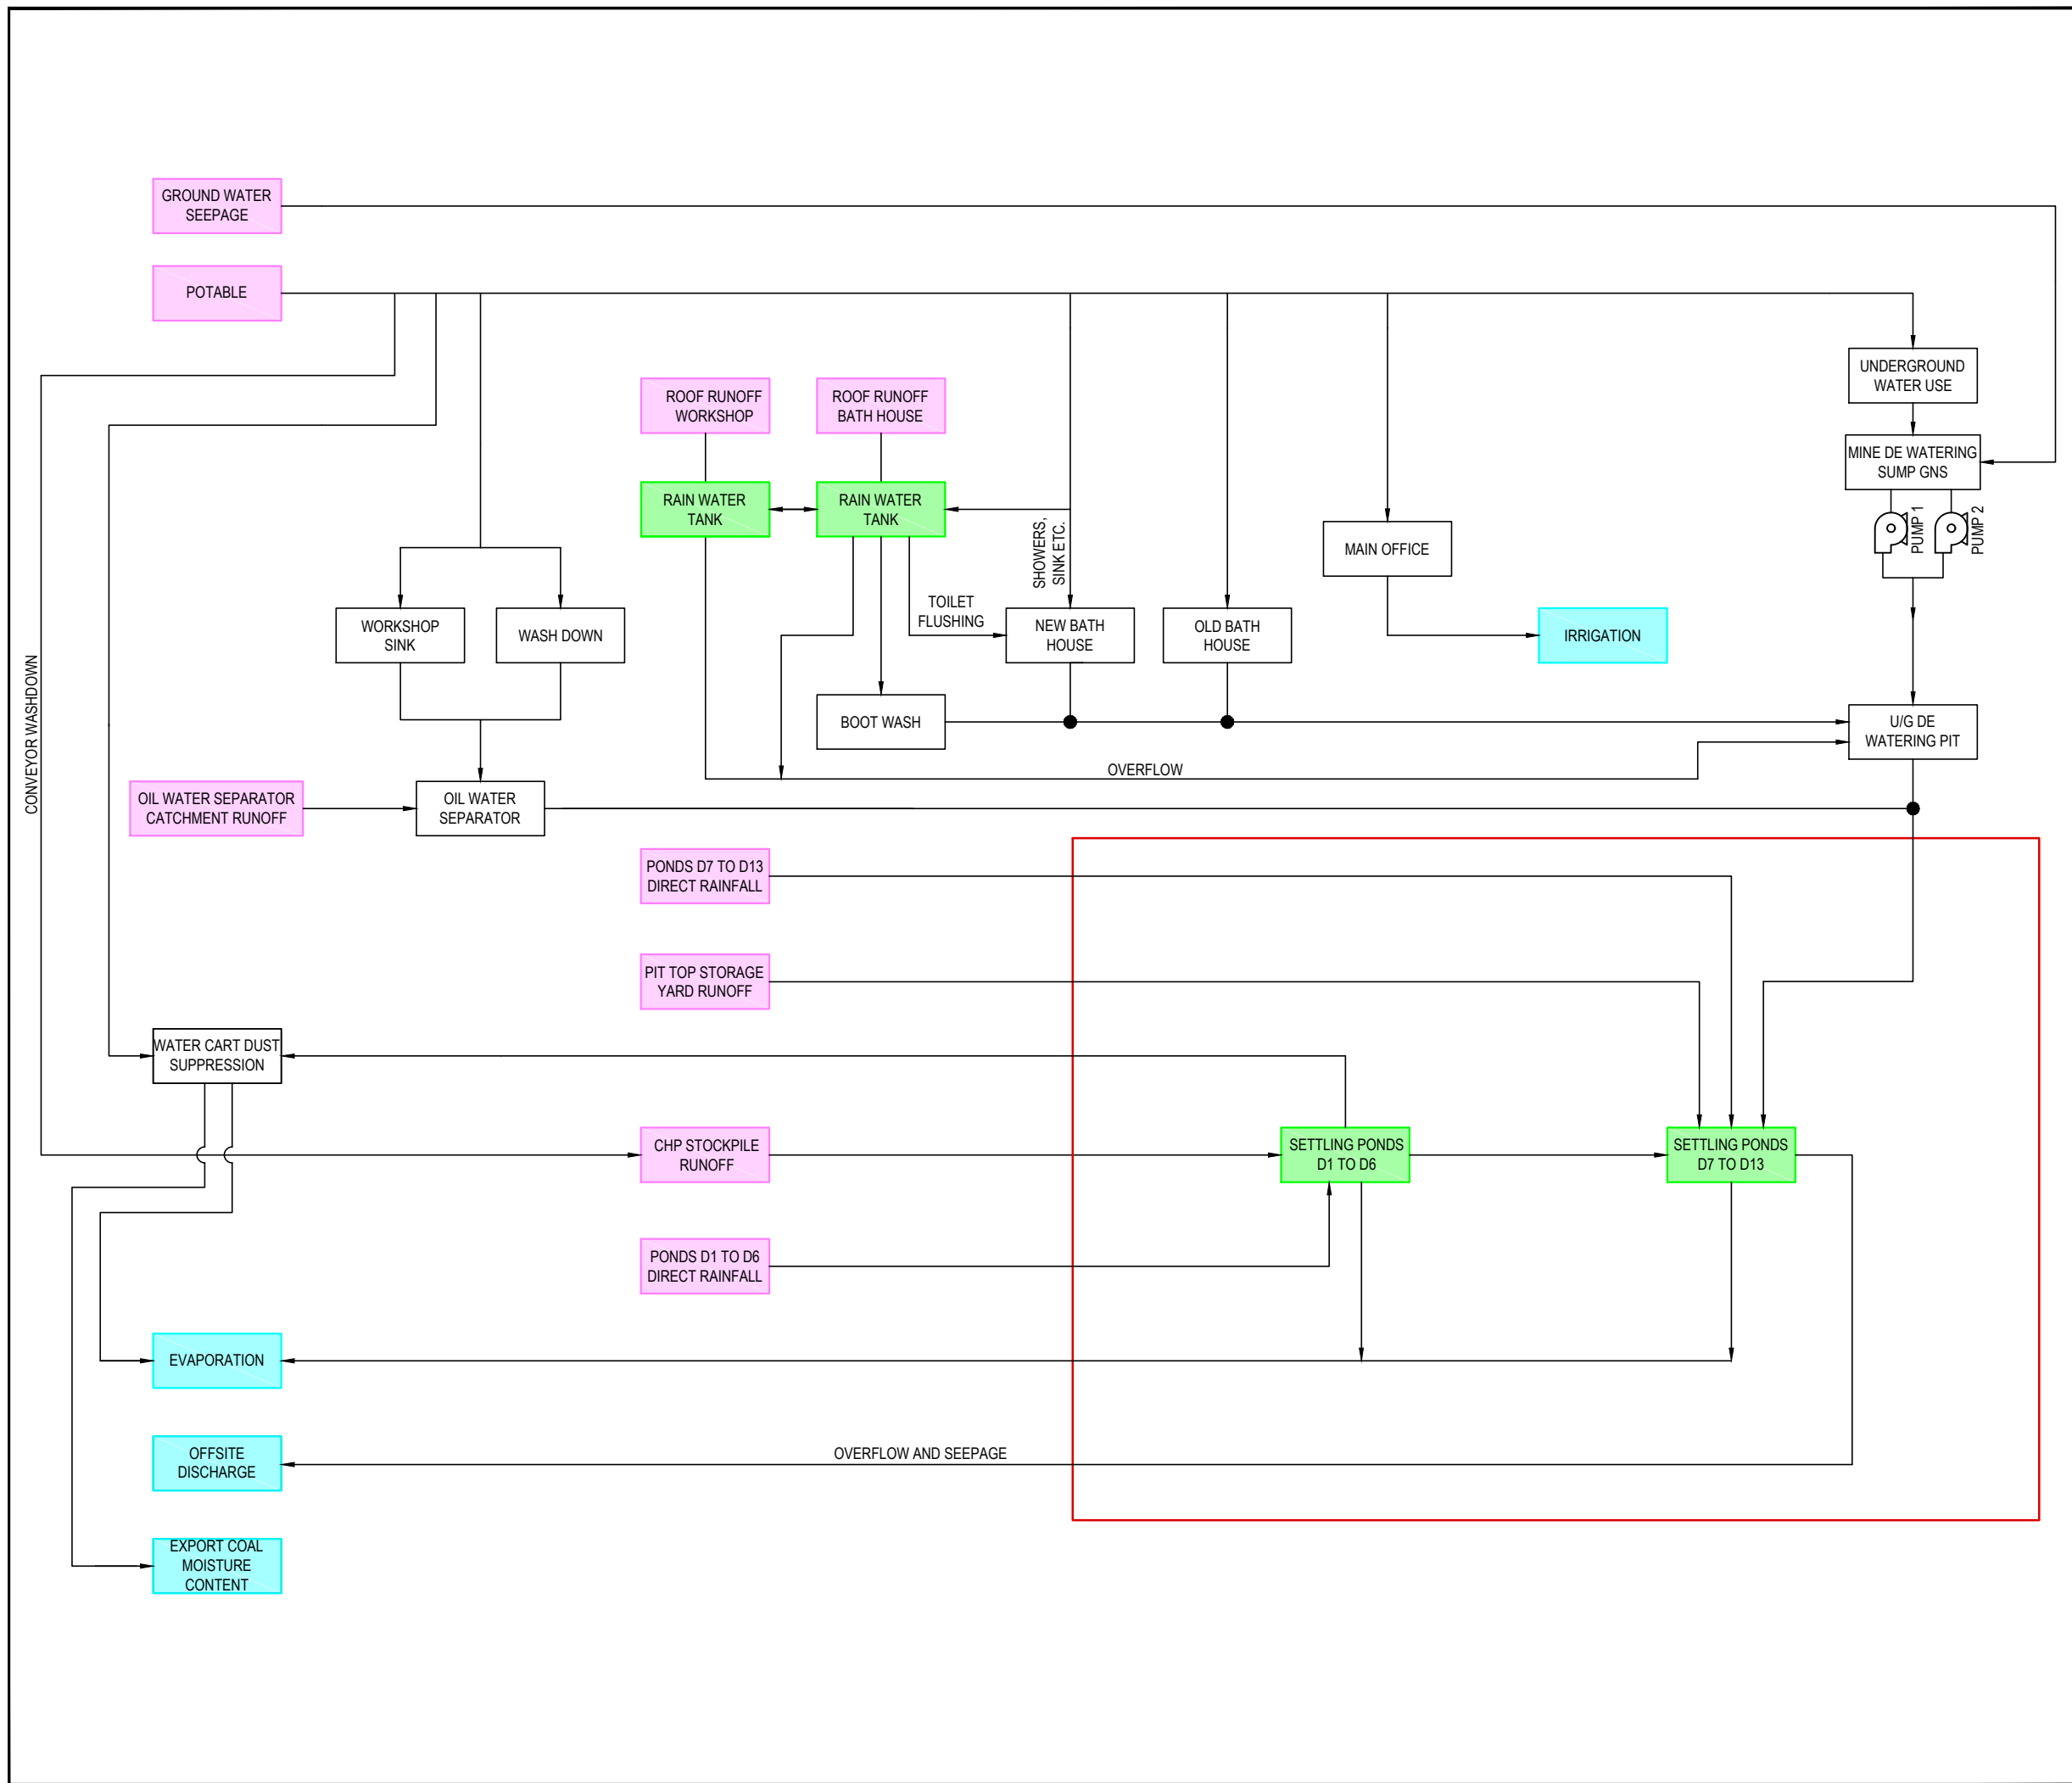 GROUND WATER
SEEPAGE
POTABLE
UNDERGROUND
WATER USE
ROOF RUNOFF
WORKSHOP
ROOF RUNOFF
BATH HOUSE
MINE DE WATERING
SUMP GNS
RAIN WATER
TANK
RAIN WATER
TANK
SHOWERS,
SINK ETC.
MAIN OFFICE
PUMP 1
PUMP 2
TOILET
FLUSHING
WORKSHOP
SINK
WASH DOWN
NEW BATH
HOUSE
OLD BATH
HOUSE
IRRIGATION
CONVEYOR WASHDOWN
BOOT WASH
U/G DE
WATERING PIT
OVERFLOW
OIL WATER SEPARATOR
CATCHMENT RUNOFF
OIL WATER
SEPARATOR
PONDS D7 TO D13
DIRECT RAINFALL
PIT TOP STORAGE
YARD RUNOFF
WATER CART DUST
SUPPRESSION
CHP STOCKPILE
RUNOFF
SETTLING PONDS
D1 TO D6
SETTLING PONDS
D7 TO D13
PONDS D1 TO D6
DIRECT RAINFALL
EVAPORATION
OFFSITE
DISCHARGE
OVERFLOW AND SEEPAGE
EXPORT COAL
MOISTURE
CONTENT